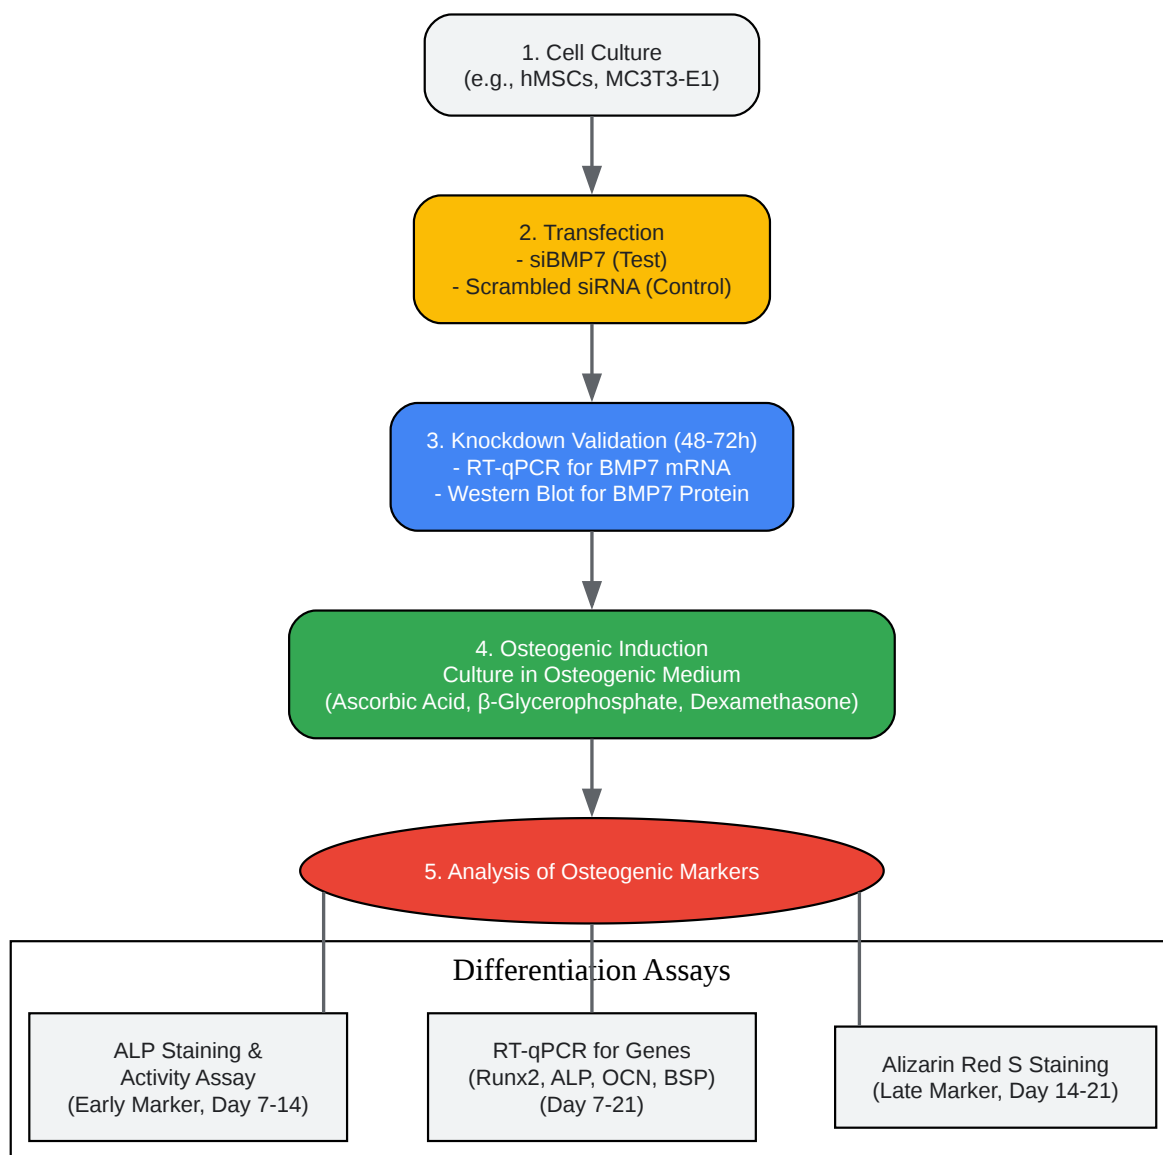 1. Cell Culture
(e.g., hMSCs, MC3T3-E1)
2. Transfection
- siBMP7 (Test)
- Scrambled siRNA (Control)
3. Knockdown Validation (48-72h)
- RT-qPCR for BMP7 mRNA
- Western Blot for BMP7 Protein
4. Osteogenic Induction
Culture in Osteogenic Medium
(Ascorbic Acid, β-Glycerophosphate, Dexamethasone)
5. Analysis of Osteogenic Markers
Differentiation Assays
ALP Staining &
Activity Assay
(Early Marker, Day 7-14)
RT-qPCR for Genes
(Runx2, ALP, OCN, BSP)
(Day 7-21)
Alizarin Red S Staining
(Late Marker, Day 14-21)